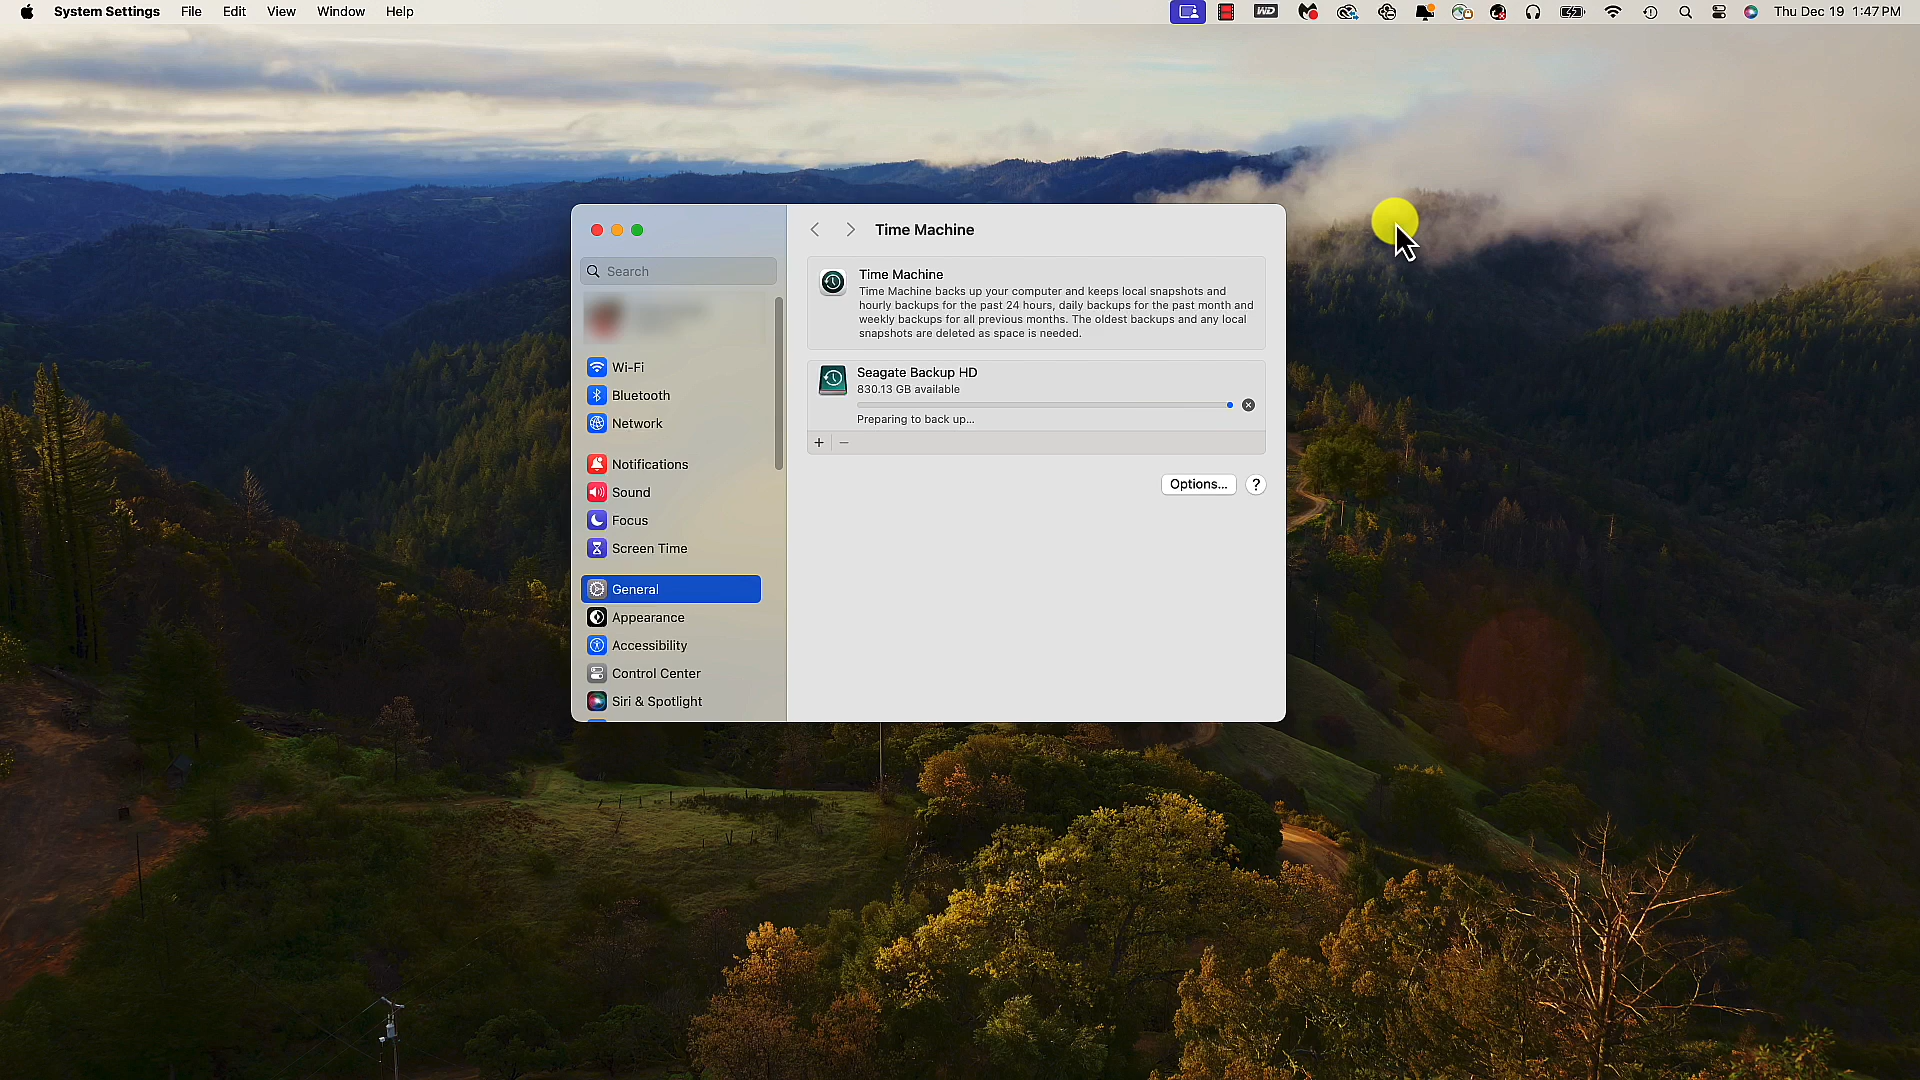 System Settings File Edit View Window Help
WD
Thu Dec 19 1:47 PM
Time Machine
Search
Time Machine
Time Machine backs up your computer and keeps local snapshots and
hourly backups for the past 24 hours, daily backups for the past month and
weekly backups for all previous months. The oldest backups and any local
snapshots are deleted as space is needed.
Seagate Backup HD
830.13 GB available
Preparing to back up...
+ −
Options... ?
Wi-Fi
Bluetooth
Network
Notifications
Sound
Focus
Screen Time
General
Appearance
Accessibility
Control Center
Siri & Spotlight